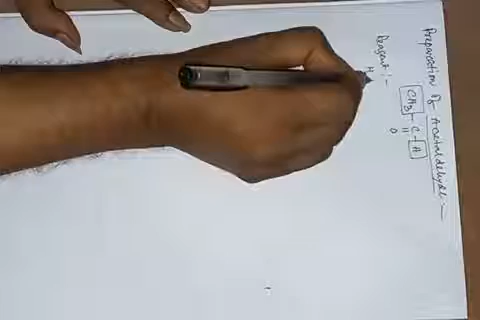 Preparation Of Acetaldehyde :-
CH3 - C - H
O
Reagent :-